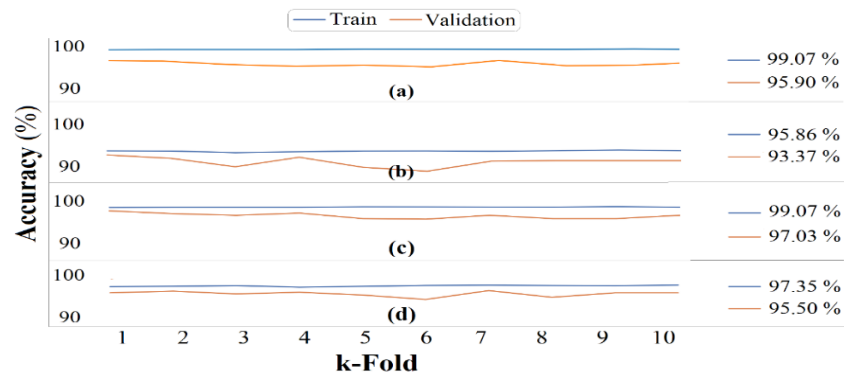 Train Validation
Accuracy (%)
100
90
(a)
99.07 %
95.90 %
100
90
(b)
95.86 %
93.37 %
100
90
(c)
99.07 %
97.03 %
100
90
(d)
97.35 %
95.50 %
1 2 3 4 5 6 7 8 9 10
k-Fold